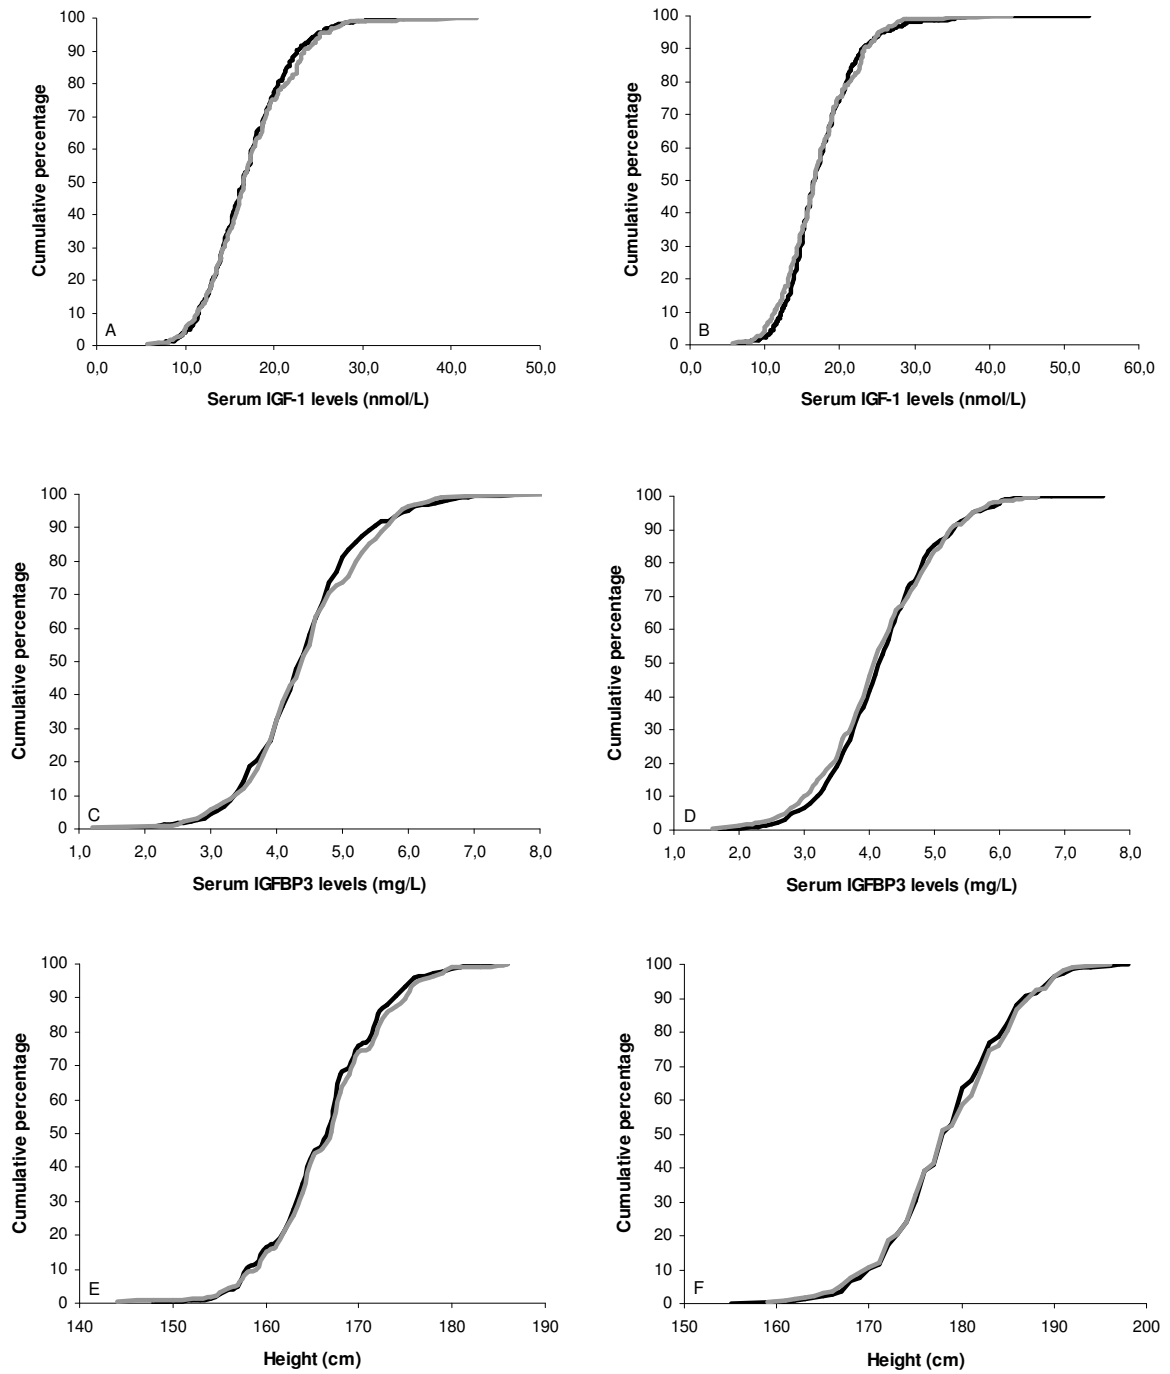 Cumulative percentage
100
90
80
70
60
50
40
30
20
10
0
A
0,0 10,0 20,0 30,0 40,0 50,0
Serum IGF-1 levels (nmol/L)
Cumulative percentage
100
90
80
70
60
50
40
30
20
10
0
B
0,0 10,0 20,0 30,0 40,0 50,0 60,0
Serum IGF-1 levels (nmol/L)
Cumulative percentage
100
90
80
70
60
50
40
30
20
10
0
C
1,0 2,0 3,0 4,0 5,0 6,0 7,0 8,0
Serum IGFBP3 levels (mg/L)
Cumulative percentage
100
90
80
70
60
50
40
30
20
10
0
D
1,0 2,0 3,0 4,0 5,0 6,0 7,0 8,0
Serum IGFBP3 levels (mg/L)
Cumulative percentage
100
90
80
70
60
50
40
30
20
10
0
E
140 150 160 170 180 190
Height (cm)
Cumulative percentage
100
90
80
70
60
50
40
30
20
10
0
F
150 160 170 180 190 200
Height (cm)